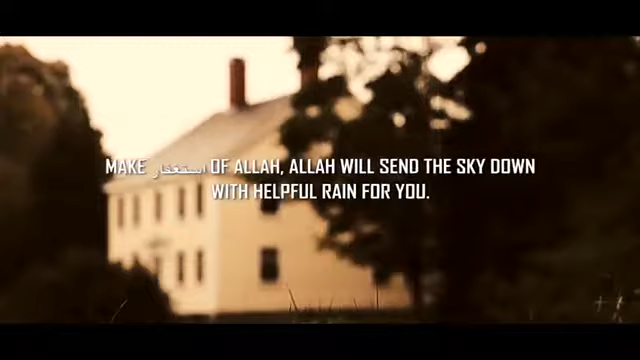 MAKE استغفار OF ALLAH, ALLAH WILL SEND THE SKY DOWN
WITH HELPFUL RAIN FOR YOU.